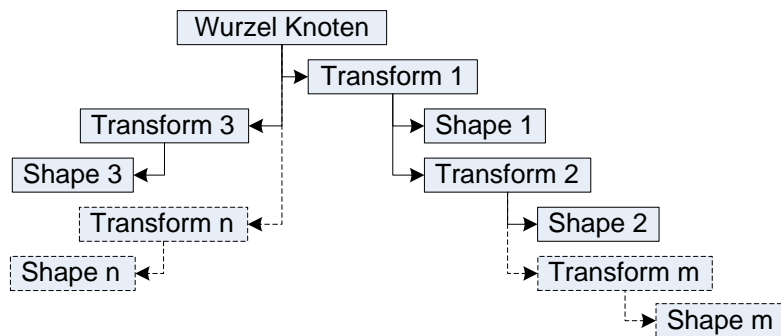 Wurzel Knoten
Transform 1
Transform 3
Shape 1
Shape 3
Transform 2
Transform n
Shape 2
Shape n
Transform m
Shape m